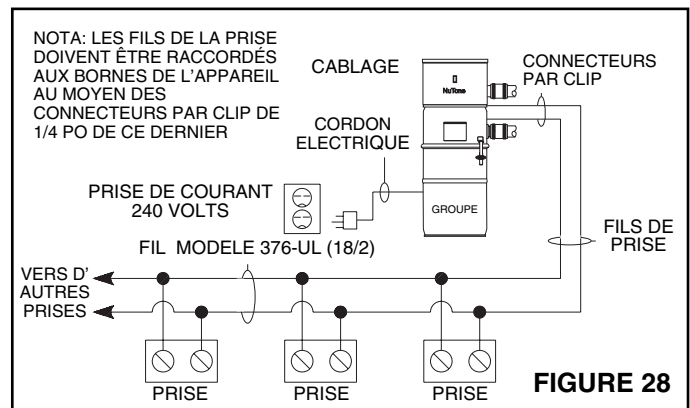 NOTA: LES FILS DE LA PRISE
DOIVENT ÊTRE RACCORDÉS
AUX BORNES DE L'APPAREIL
AU MOYEN DES
CONNECTEURS PAR CLIP DE
1/4 PO DE CE DERNIER
CABLAGE
CONNECTEURS
PAR CLIP
NuTone
CORDON
ELECTRIQUE
PRISE DE COURANT
240 VOLTS
GROUPE
FILS DE
PRISE
FIL MODELE 376-UL (18/2)
VERS D'
AUTRES
PRISES
PRISE
PRISE
PRISE
FIGURE 28